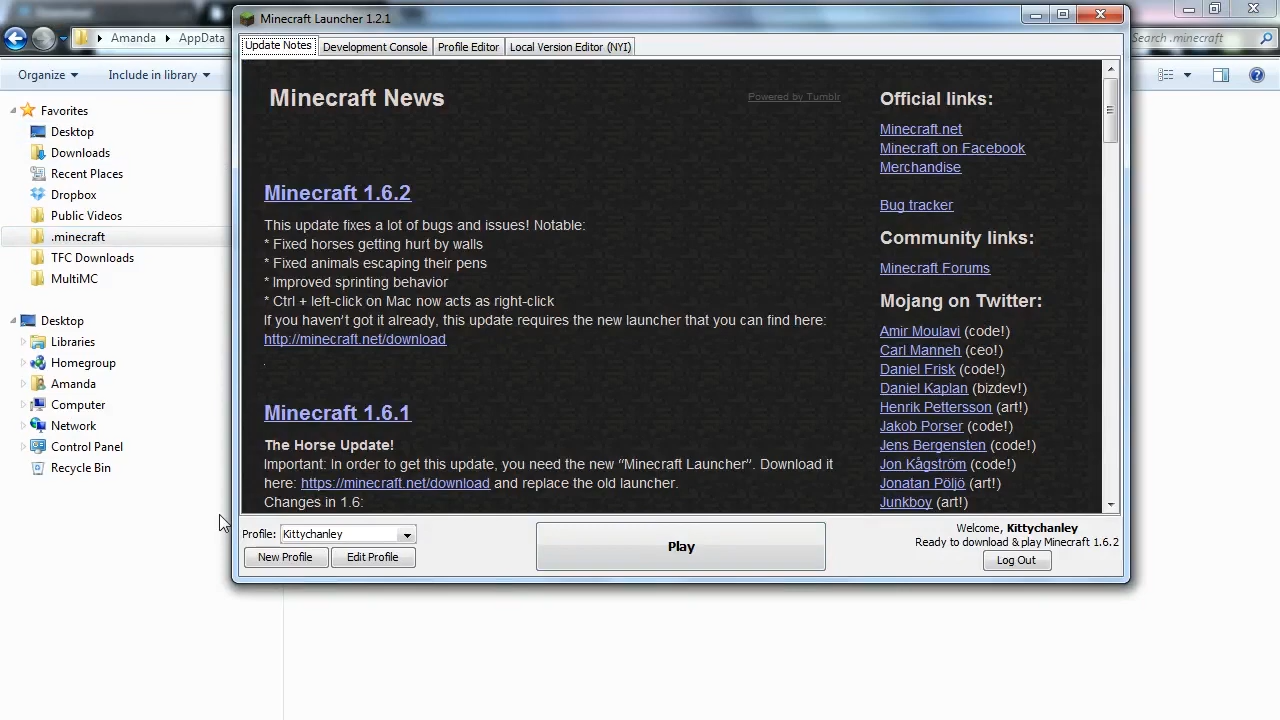 Minecraft Launcher 1.2.1
Amanda
AppData
Search .minecraft
Organize
Include in library
Favorites
Desktop
Downloads
Recent Places
Dropbox
Public Videos
.minecraft
TFC Downloads
MultiMC
Desktop
Libraries
Homegroup
Amanda
Computer
Network
Control Panel
Recycle Bin
Update Notes
Development Console
Profile Editor
Local Version Editor (NYI)
Minecraft News
Powered by Tumblr
Minecraft 1.6.2
This update fixes a lot of bugs and issues! Notable:
* Fixed horses getting hurt by walls
* Fixed animals escaping their pens
* Improved sprinting behavior
* Ctrl + left-click on Mac now acts as right-click
If you haven't got it already, this update requires the new launcher that you can find here:
http://minecraft.net/download
.
Minecraft 1.6.1
The Horse Update!
Important: In order to get this update, you need the new “Minecraft Launcher”. Download it
here: https://minecraft.net/download and replace the old launcher.
Changes in 1.6:
Official links:
Minecraft.net
Minecraft on Facebook
Merchandise
Bug tracker
Community links:
Minecraft Forums
Mojang on Twitter:
Amir Moulavi (code!)
Carl Manneh (ceo!)
Daniel Frisk (code!)
Daniel Kaplan (bizdev!)
Henrik Pettersson (art!)
Jakob Porser (code!)
Jens Bergensten (code!)
Jon Kågström (code!)
Jonatan Pöljö (art!)
Junkboy (art!)
Profile:
Kittychanley
New Profile
Edit Profile
Play
Welcome, Kittychanley
Ready to download & play Minecraft 1.6.2
Log Out